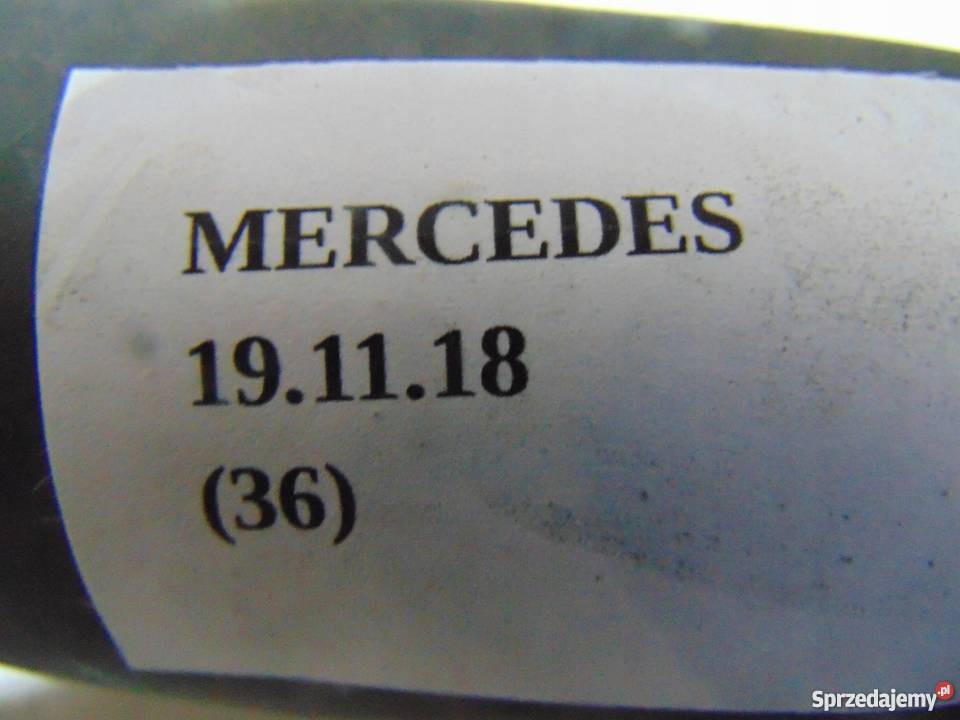 MERCEDES
19.11.18
(36)
Sprzedajemy.pl